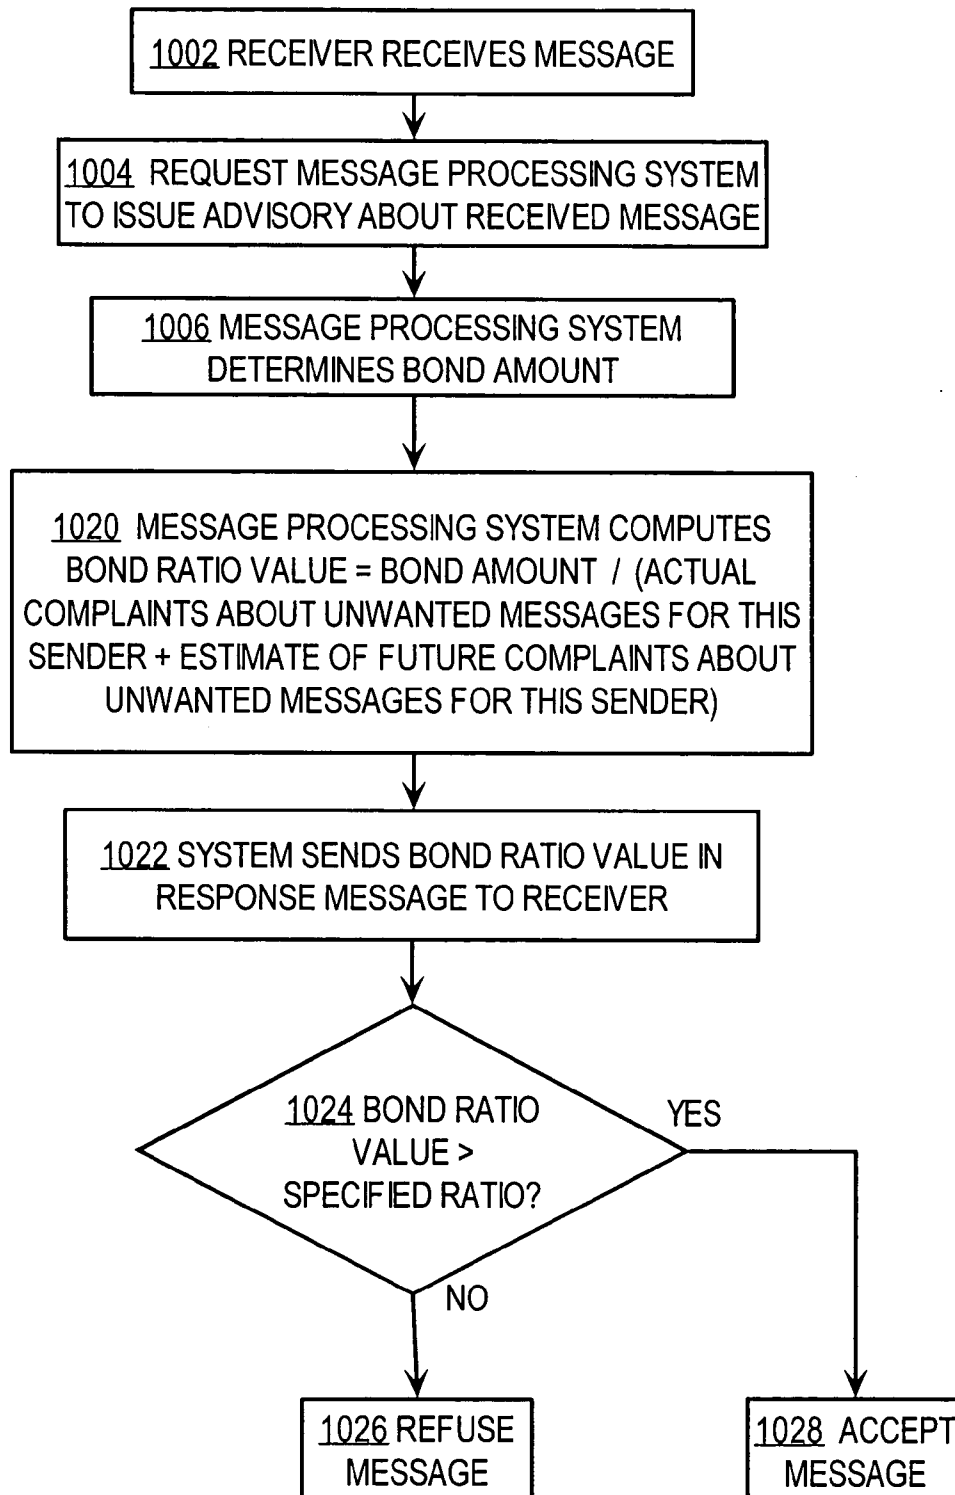 1002 RECEIVER RECEIVES MESSAGE
1004 REQUEST MESSAGE PROCESSING SYSTEM
TO ISSUE ADVISORY ABOUT RECEIVED MESSAGE
1006 MESSAGE PROCESSING SYSTEM
DETERMINES BOND AMOUNT
1020 MESSAGE PROCESSING SYSTEM COMPUTES
BOND RATIO VALUE = BOND AMOUNT / (ACTUAL
COMPLAINTS ABOUT UNWANTED MESSAGES FOR THIS
SENDER + ESTIMATE OF FUTURE COMPLAINTS ABOUT
UNWANTED MESSAGES FOR THIS SENDER)
1022 SYSTEM SENDS BOND RATIO VALUE IN
RESPONSE MESSAGE TO RECEIVER
1024 BOND RATIO
VALUE >
SPECIFIED RATIO?
YES
NO
1026 REFUSE
MESSAGE
1028 ACCEPT
MESSAGE